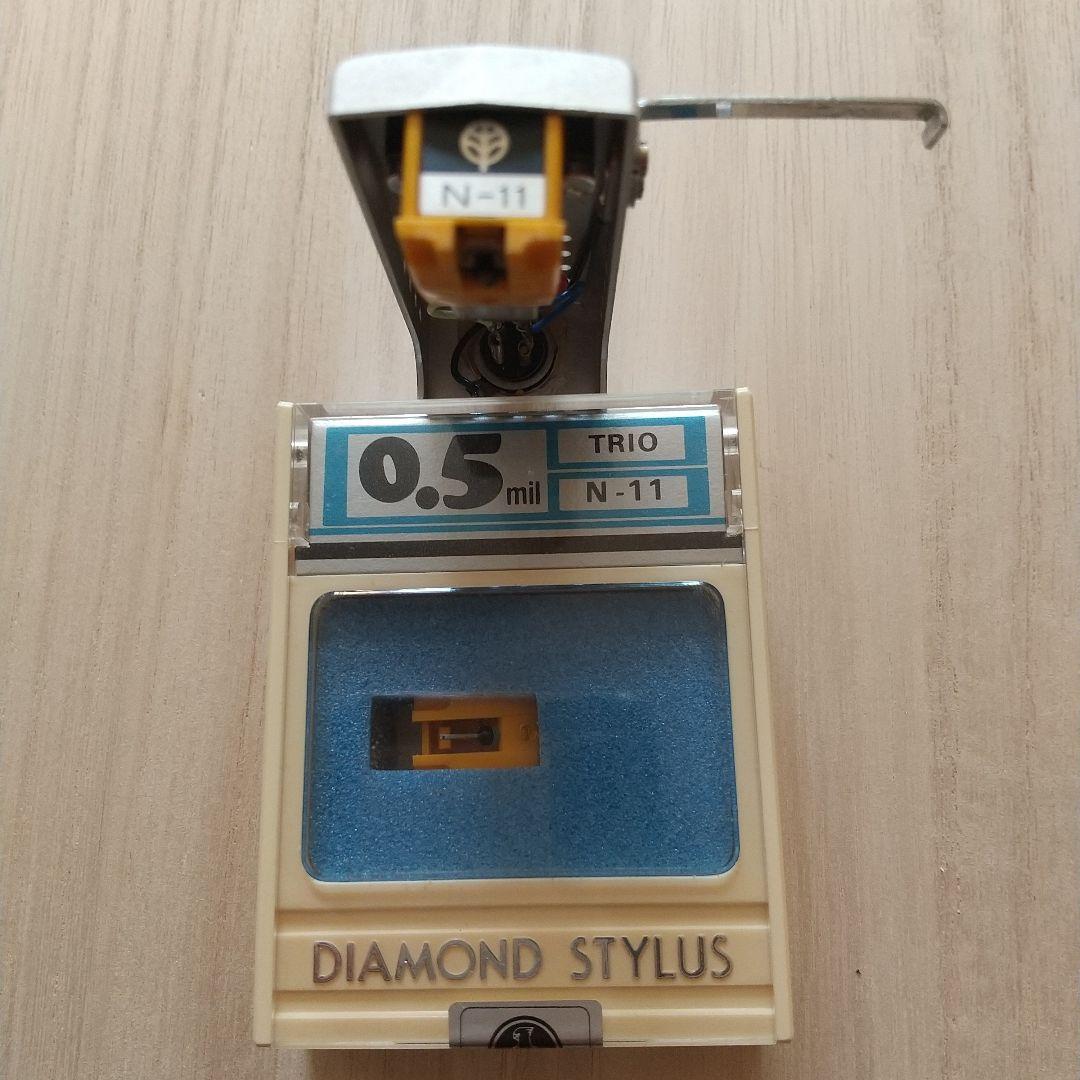 N-11
0.5 mil
TRIO
N-11
DIAMOND STYLUS